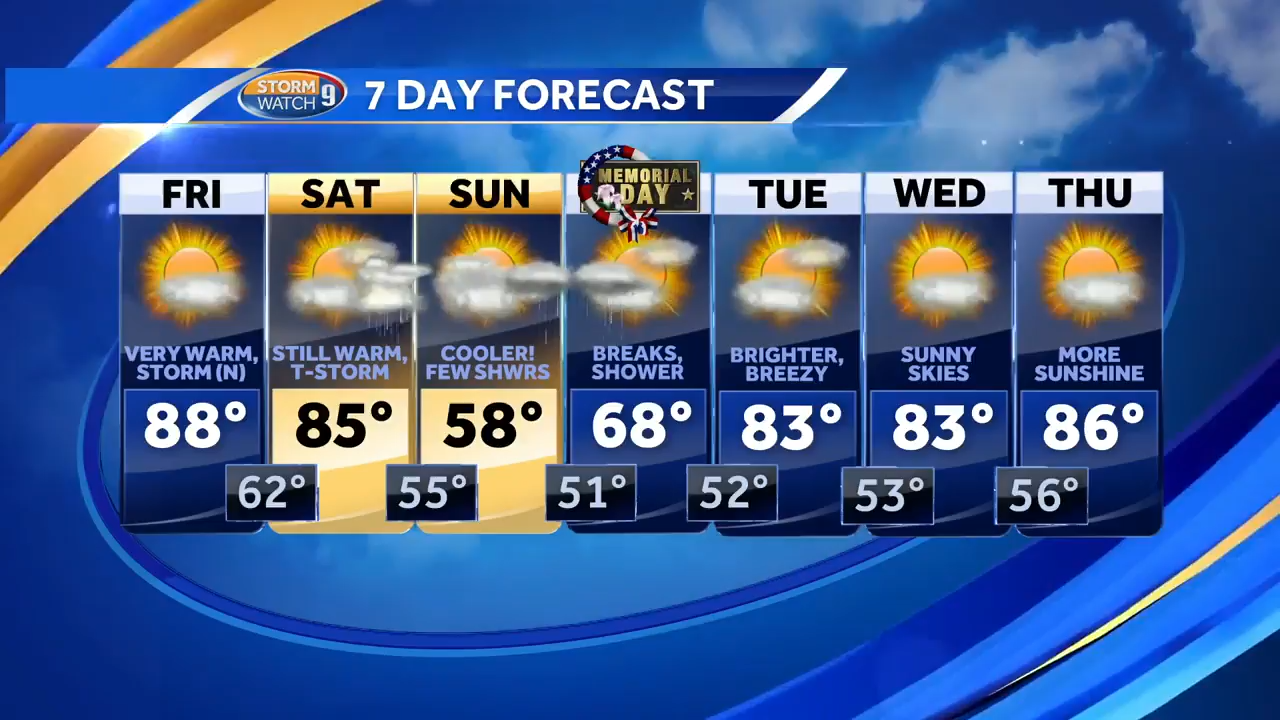 STORM
WATCH 9
7 DAY FORECAST
FRI
SAT
SUN
MEMORIAL
DAY
TUE
WED
THU
VERY WARM,
STORM (N)
STILL WARM,
T-STORM
COOLER!
FEW SHWRS
BREAKS,
SHOWER
BRIGHTER,
BREEZY
SUNNY
SKIES
MORE
SUNSHINE
88°
85°
58°
68°
83°
83°
86°
62°
55°
51°
52°
53°
56°